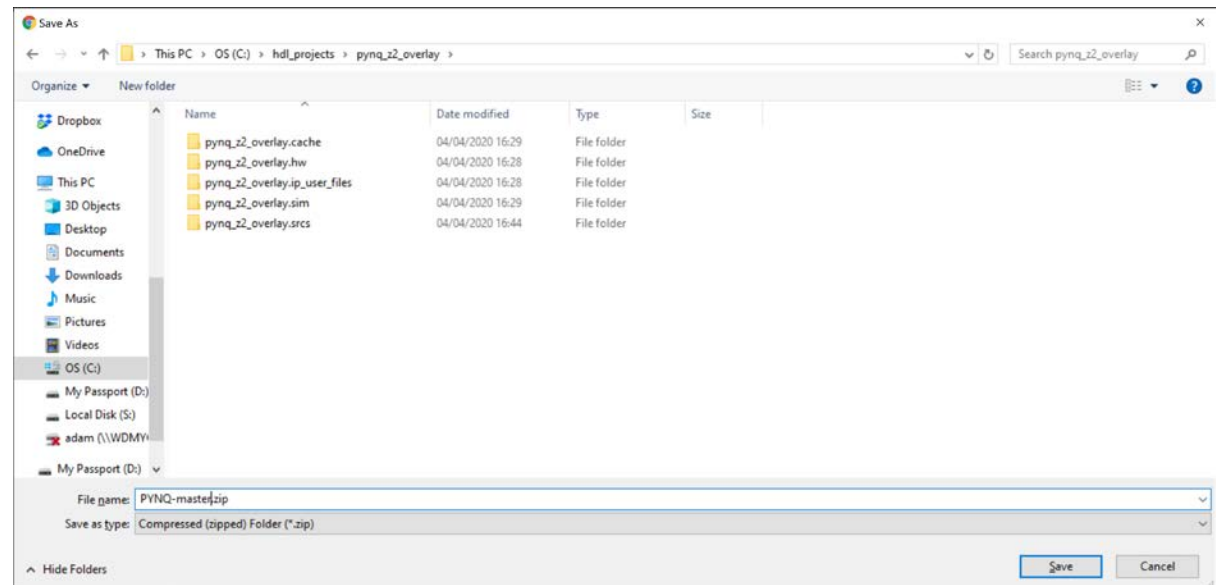 Save As
This PC > OS (C:) > hdl_projects > pynq_z2_overlay >
Search pynq_z2_overlay
Organize
New folder
Name Date modified Type Size
Dropbox
OneDrive
This PC
3D Objects
Desktop
Documents
Downloads
Music
Pictures
Videos
OS (C:)
My Passport (D:)
Local Disk (S:)
adam (\\WDMY
My Passport (D:)
pynq_z2_overlay.cache 04/04/2020 16:29 File folder
pynq_z2_overlay.hw 04/04/2020 16:28 File folder
pynq_z2_overlay.ip_user_files 04/04/2020 16:28 File folder
pynq_z2_overlay.sim 04/04/2020 16:29 File folder
pynq_z2_overlay.srcs 04/04/2020 16:44 File folder
File name: PYNQ-master.zip
Save as type: Compressed (zipped) Folder (*.zip)
Hide Folders
Save
Cancel